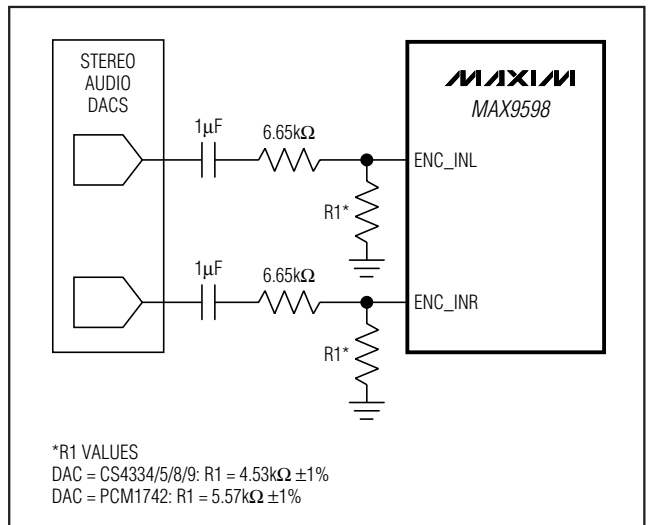 STEREO
AUDIO
DACS
MAXIM
MAX9598
1μF
6.65kΩ
ENC_INL
R1*
1μF
6.65kΩ
ENC_INR
R1*
*R1 VALUES
DAC = CS4334/5/8/9: R1 = 4.53kΩ ±1%
DAC = PCM1742: R1 = 5.57kΩ ±1%